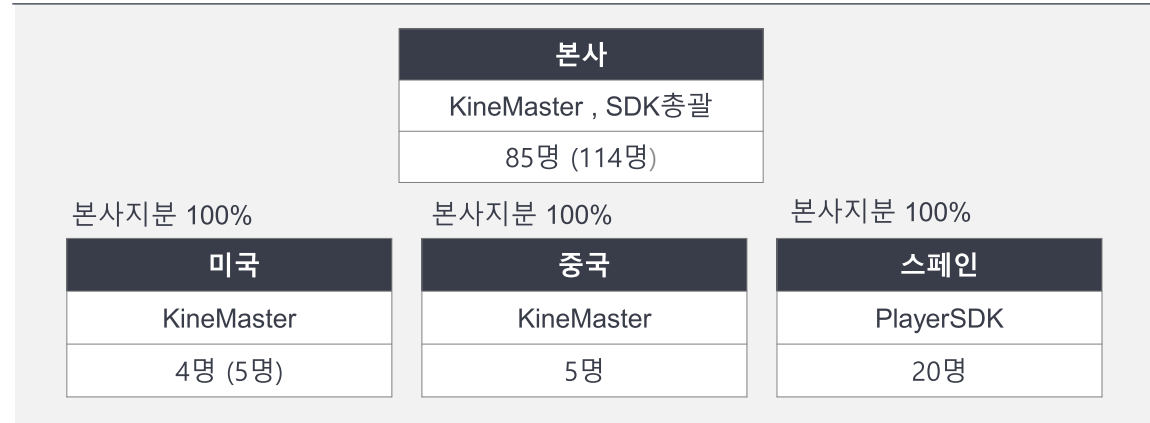 본사
KineMaster , SDK총괄
85명 (114명)
본사지분 100%
미국
KineMaster
4명 (5명)
본사지분 100%
중국
KineMaster
5명
본사지분 100%
스페인
PlayerSDK
20명